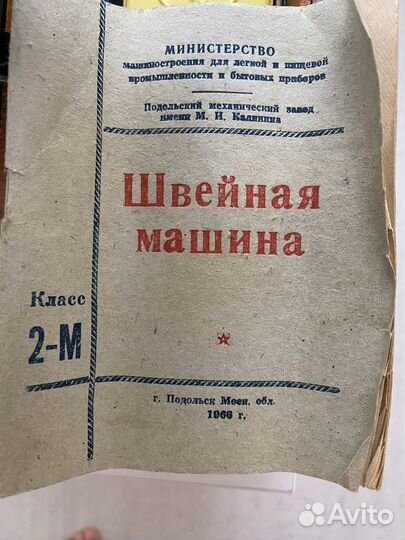 МИНИСТЕРСТВО
машиностроения для легкой и пищевой
промышленности и бытовых приборов
Подольский механический завод
имени М. И. Калинина
Швейная
машина
Класс
2-М
г. Подольск Моск. обл.
1966 г.
Avito